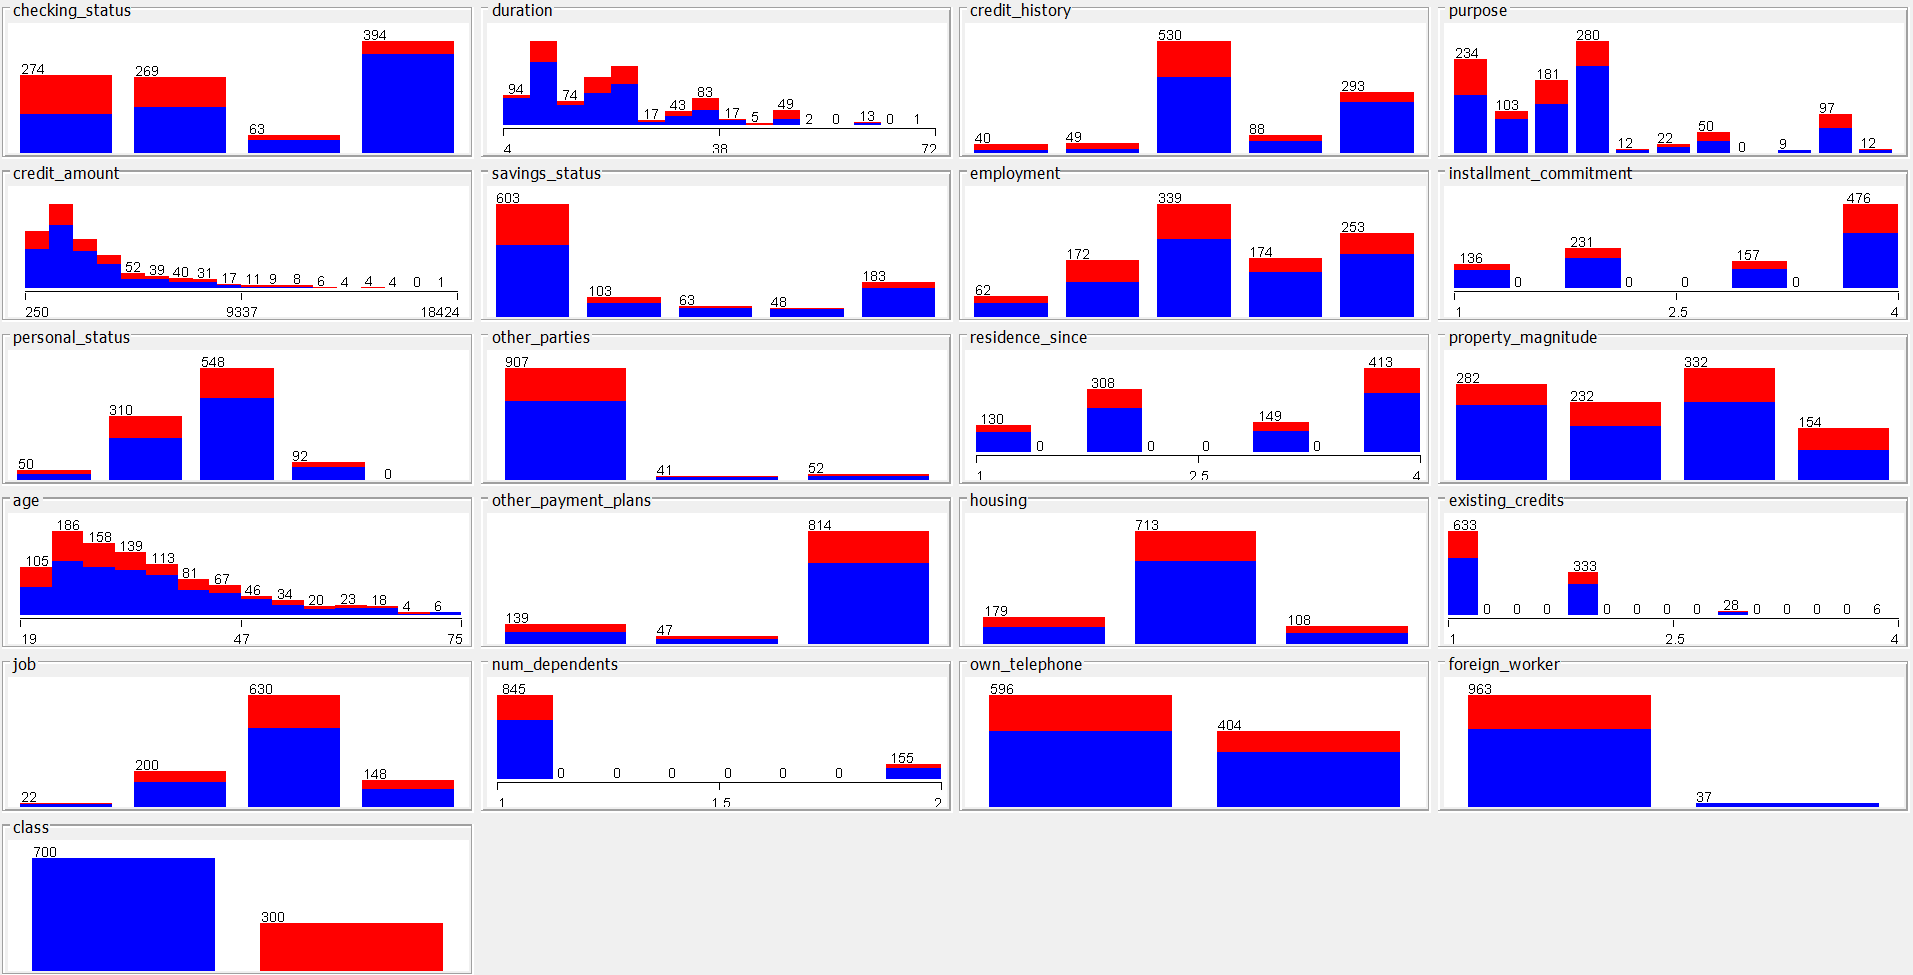 checking_status
274 269 63 394
duration
94 74 17 43 83 17 5 49 2 0 13 0 1
4 38 72
credit_history
40 49 530 88 293
purpose
234 103 181 280 12 22 50 0 9 97 12
credit_amount
52 39 40 31 17 11 9 8 6 4 4 4 0 1
250 9337 18424
savings_status
603 103 63 48 183
employment
62 172 339 174 253
installment_commitment
136 0 231 0 0 157 0 476
1 2.5 4
personal_status
50 310 548 92 0
other_parties
907 41 52
residence_since
130 0 308 0 0 149 0 413
1 2.5 4
property_magnitude
282 232 332 154
age
105 186 158 139 113 81 67 46 34 20 23 18 4 6
19 47 75
other_payment_plans
139 47 814
housing
179 713 108
existing_credits
633 0 0 0 333 0 0 0 0 28 0 0 0 0 6
1 2.5 4
job
22 200 630 148
num_dependents
845 0 0 0 0 0 0 155
1 1.5 2
own_telephone
596 404
foreign_worker
963 37
class
700 300